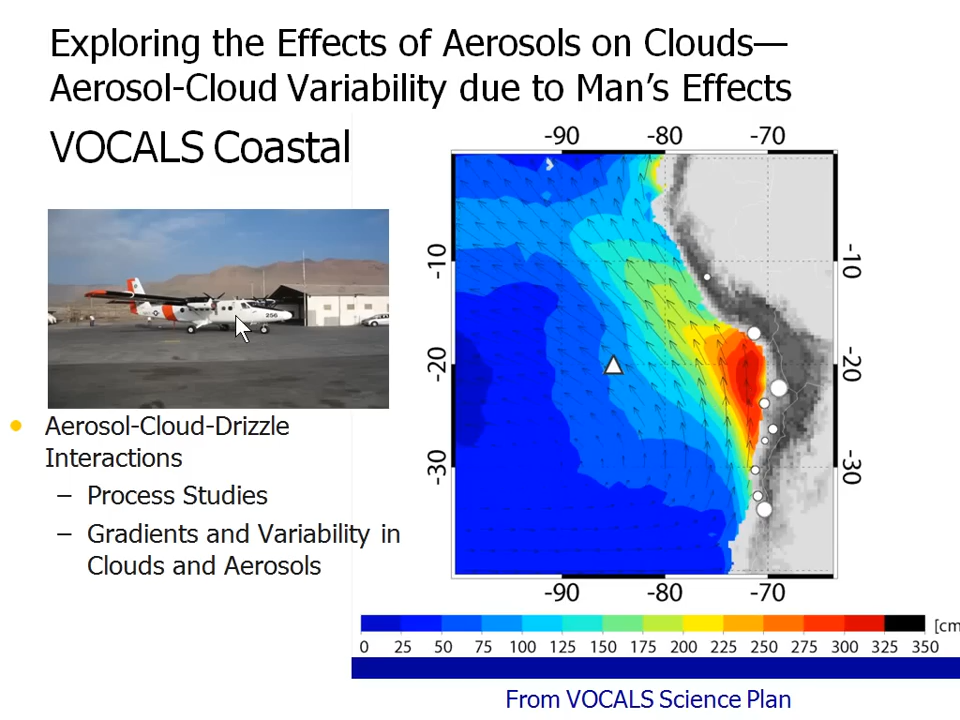 Exploring the Effects of Aerosols on Clouds—
Aerosol-Cloud Variability due to Man's Effects
VOCALS Coastal
-90 -80 -70
-10 -10
-20 -20
-30 -30
-90 -80 -70
256
• Aerosol-Cloud-Drizzle
Interactions
– Process Studies
– Gradients and Variability in
Clouds and Aerosols
[cm
0 25 50 75 100 125 150 175 200 225 250 275 300 325 350
From VOCALS Science Plan